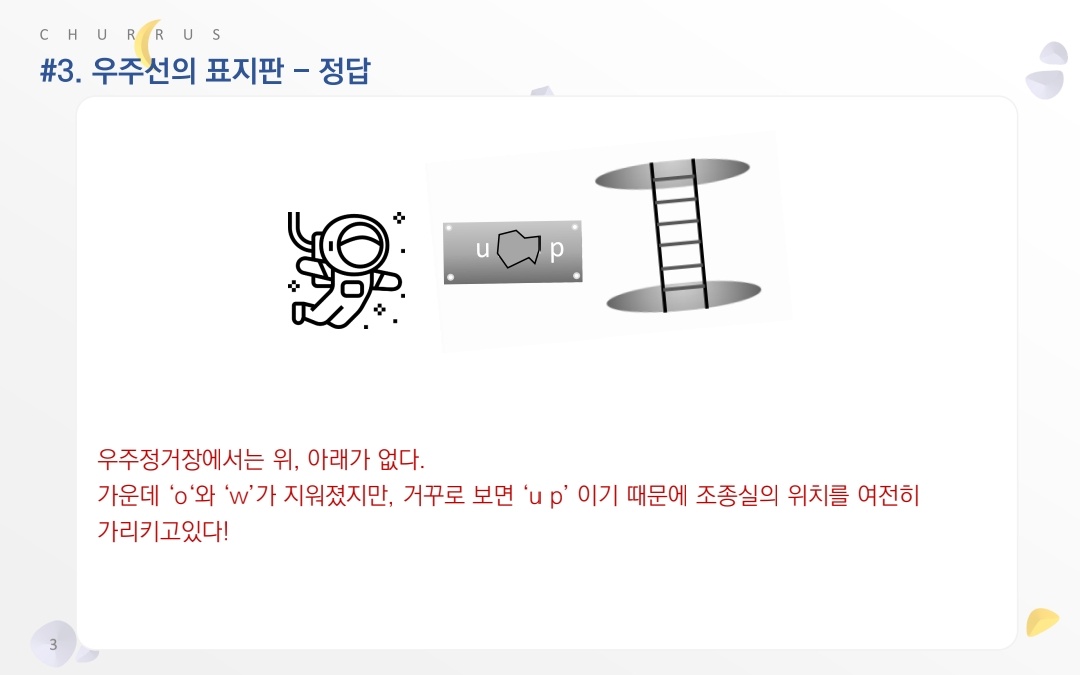 CHURRUS
#3. 우주선의 표지판 – 정답
u p
우주정거장에서는 위, 아래가 없다.
가운데 ‘o‘와 ‘w’가 지워졌지만, 거꾸로 보면 ‘u p’ 이기 때문에 조종실의 위치를 여전히
가리키고있다!
3